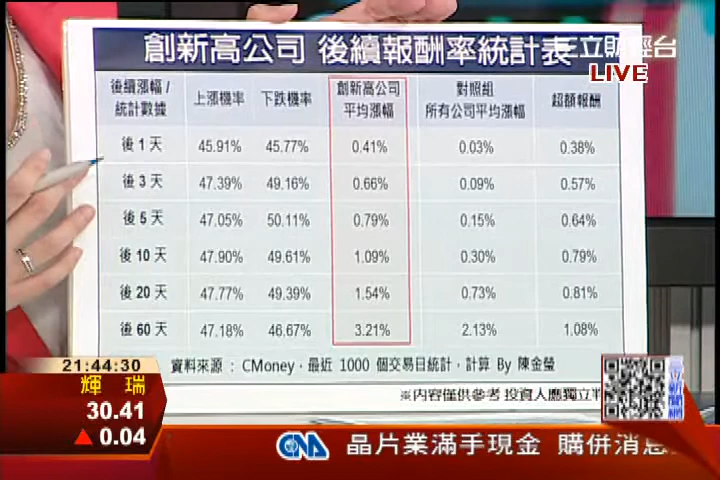 創新高公司 後續報酬率統計表
三立財經台
LIVE
後續漲幅/統計數據 上漲機率 下跌機率 創新高公司平均漲幅 對照組所有公司平均漲幅 超額報酬
後1天 45.91% 45.77% 0.41% 0.03% 0.38%
後3天 47.39% 49.16% 0.66% 0.09% 0.57%
後5天 47.05% 50.11% 0.79% 0.15% 0.64%
後10天 47.90% 49.61% 1.09% 0.30% 0.79%
後20天 47.77% 49.39% 1.54% 0.73% 0.81%
後60天 47.18% 46.67% 3.21% 2.13% 1.08%
資料來源：CMoney，最近 1000 個交易日統計，計算 By 陳金瑩
※內容僅供參考 投資人應獨立
21:44:30
輝瑞
30.41
▲0.04
CNA 晶片業滿手現金 購併消息